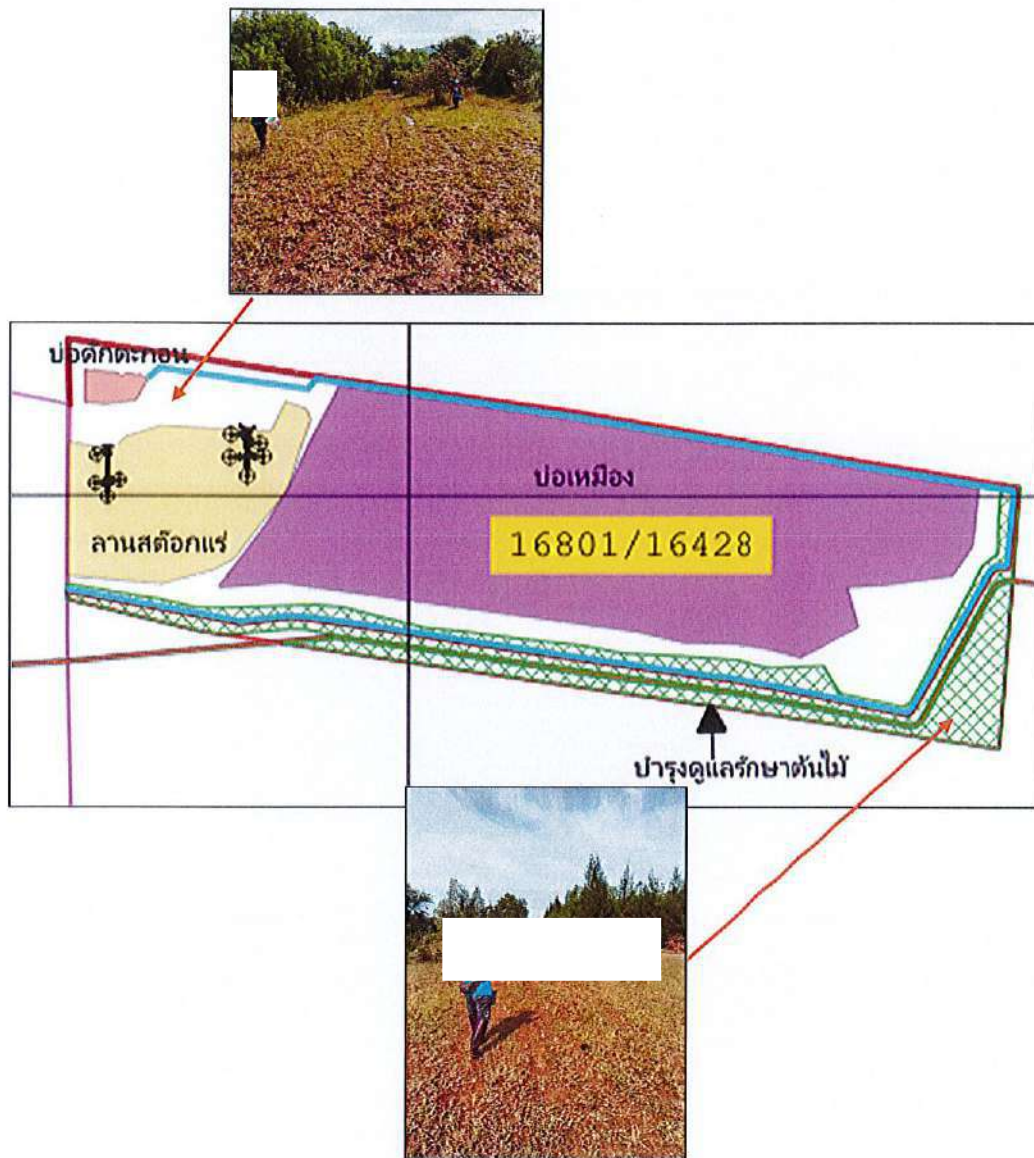 บ่อดักตะกอน
บ่อเหมือง
16801/16428
ลานสต๊อกแร่
บำรุงดูแลรักษาต้นไม้